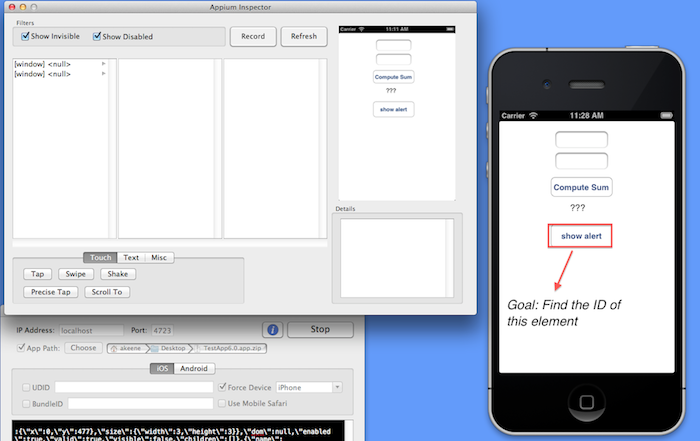 Appium Inspector
Filters
Show Invisible
Show Disabled
Record
Refresh
[window] <null>
[window] <null>
11:11 AM
Compute Sum
???
show alert
Details
Touch
Text
Misc
Tap
Swipe
Shake
Precise Tap
Scroll To
IP Address:
localhost
Port:
4723
Stop
App Path:
Choose
akeene
Desktop
TestApp6.0.app.zip
iOS
Android
UDID
Force Device
iPhone
BundleID
Use Mobile Safari
:{\"x\":0,\"y\":477},\"size\":{\"width\":3,\"height\":3}},\"dom\":null,\"enabled
\":true,\"valid\":true,\"visible\":false,\"children\":[]},{\"name\":
Carrier
11:28 AM
Compute Sum
???
show alert
Goal: Find the ID of
this element